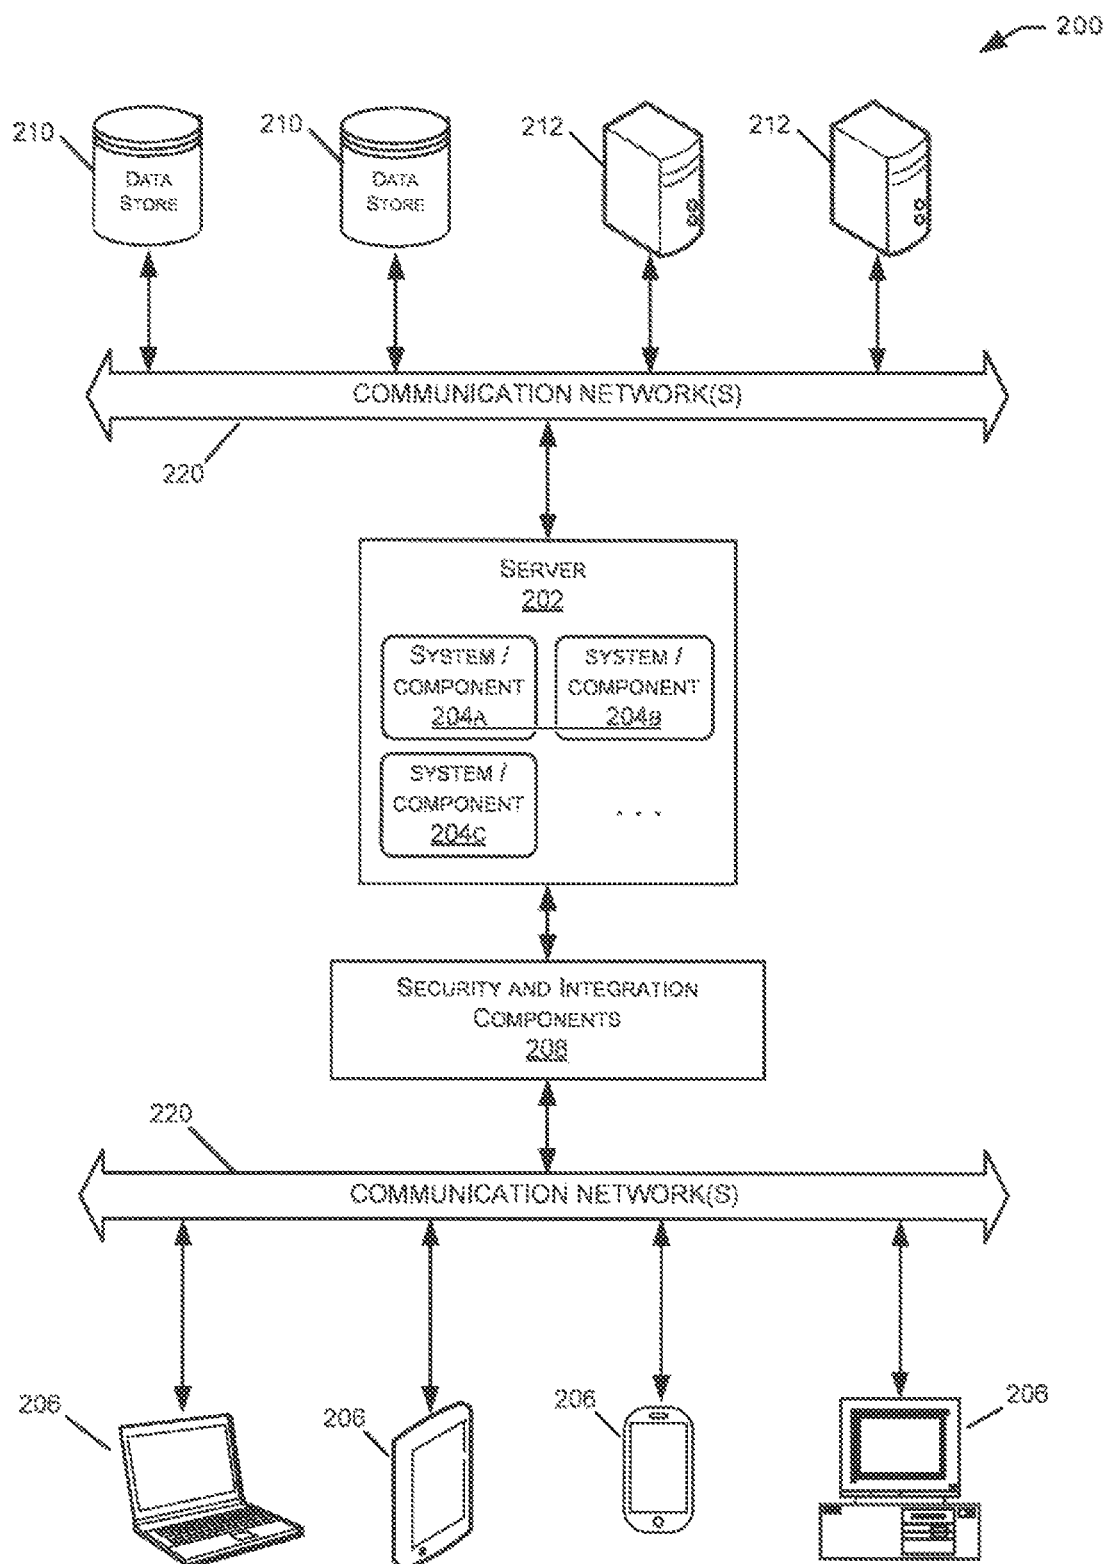 200
210
210
212
212
DATA
STORE
DATA
STORE
COMMUNICATION NETWORK(S)
220
SERVER
202
SYSTEM /
COMPONENT
204A
SYSTEM /
COMPONENT
204B
SYSTEM /
COMPONENT
204C
. . .
SECURITY AND INTEGRATION
COMPONENTS
208
220
COMMUNICATION NETWORK(S)
206
206
206
206